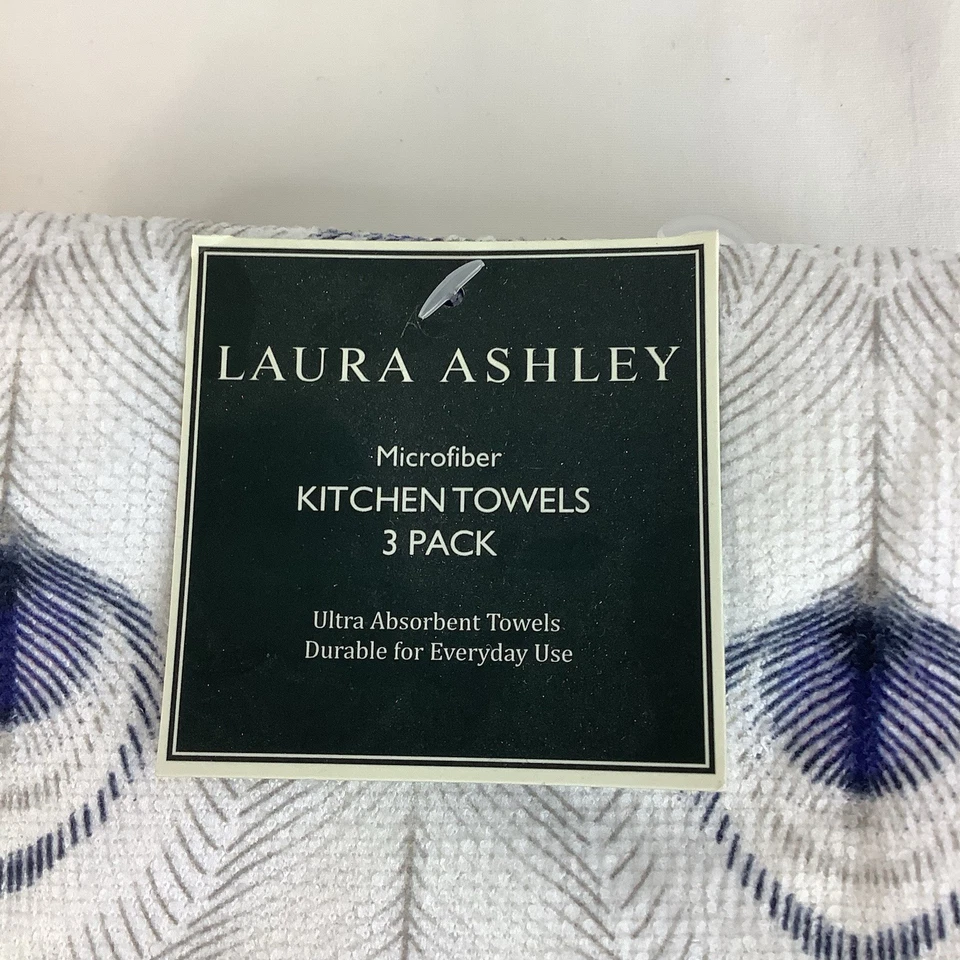 LAURA ASHLEY
Microfiber
KITCHEN TOWELS
3 PACK
Ultra Absorbent Towels
Durable for Everyday Use